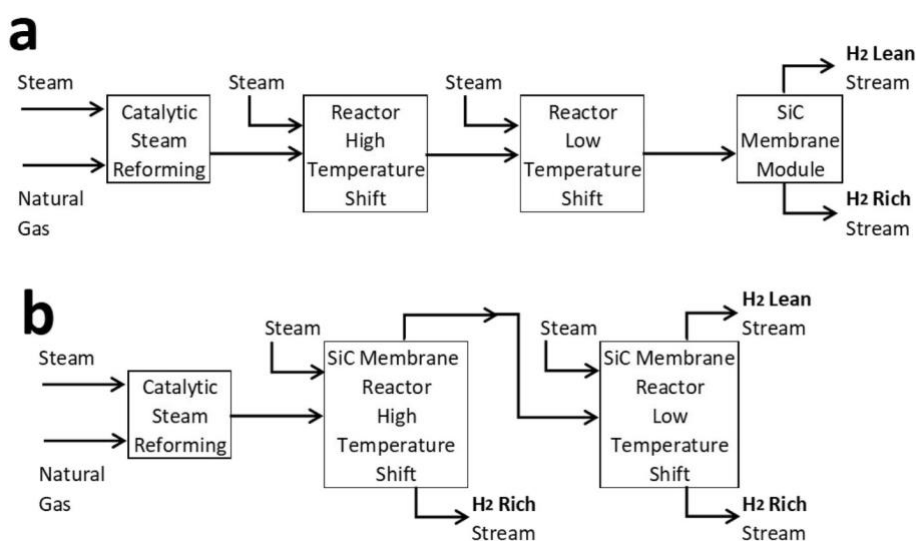 a
Steam
Natural
Gas
Catalytic
Steam
Reforming
Steam
Reactor
High
Temperature
Shift
Steam
Reactor
Low
Temperature
Shift
SiC
Membrane
Module
H2 Lean
Stream
H2 Rich
Stream
b
Steam
Natural
Gas
Catalytic
Steam
Reforming
Steam
SiC Membrane
Reactor
High
Temperature
Shift
H2 Rich
Stream
Steam
SiC Membrane
Reactor
Low
Temperature
Shift
H2 Lean
Stream
H2 Rich
Stream